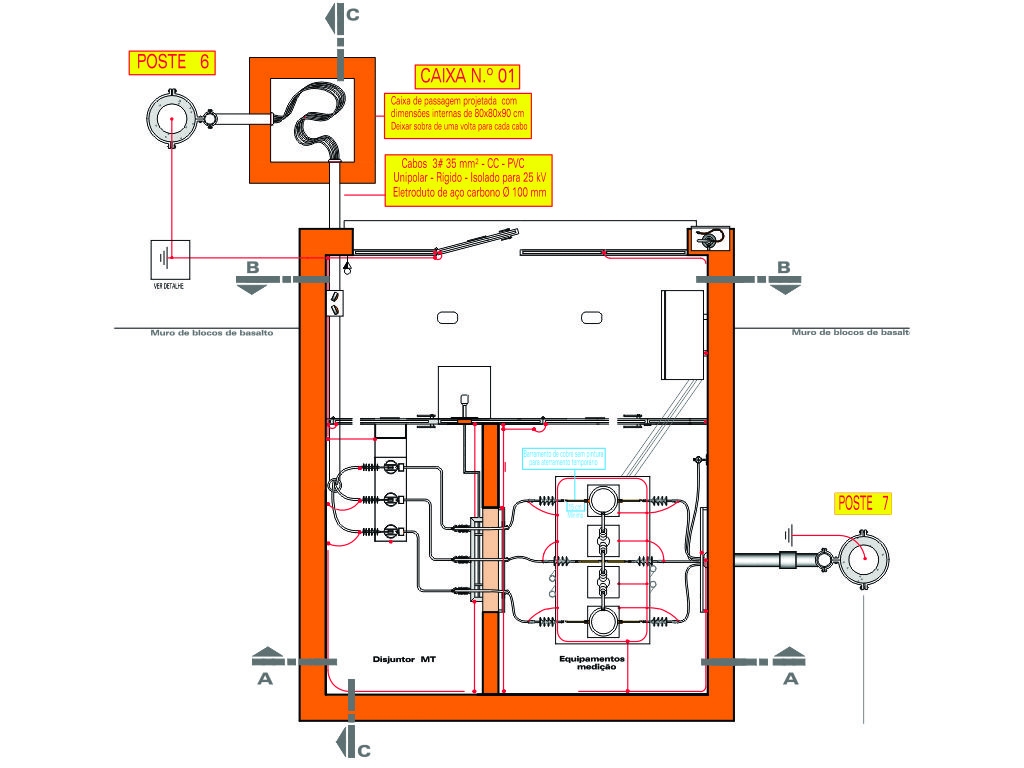 C
POSTE 6
CAIXA N.º 01
Caixa de passagem projetada com
dimensões internas de 80x80x90 cm
Deixar sobra de uma volta para cada cabo
Cabos 3# 35 mm² - CC - PVC
Unipolar - Rígido - Isolado para 25 kV
Eletroduto de aço carbono Ø 100 mm
VER DETALHE
B
B
Muro de blocos de basalto
Muro de blocos de basalt
Ferramenta de cobre sem pintura
para aterramento temporário
POSTE 7
Disjuntor MT
Equipamentos
medição
A
A
C